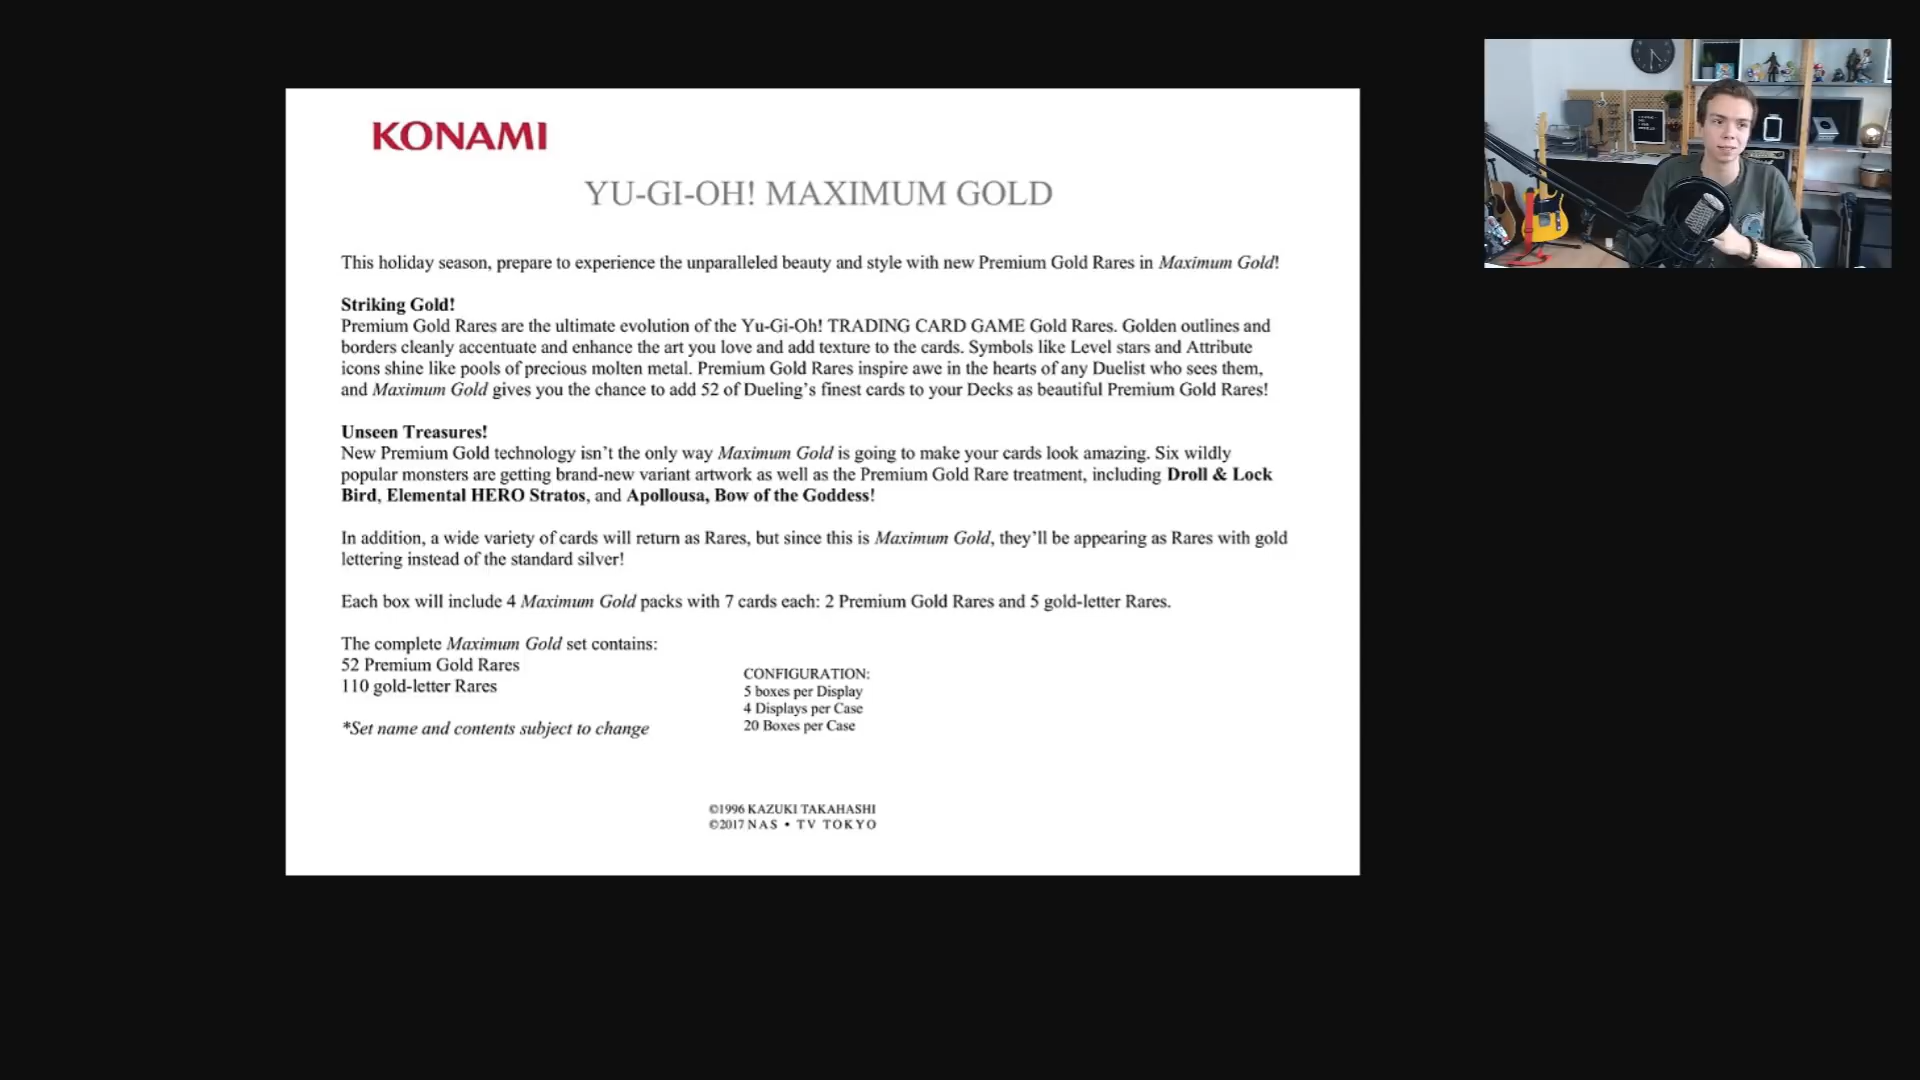 KONAMI
YU-GI-OH! MAXIMUM GOLD
This holiday season, prepare to experience the unparalleled beauty and style with new Premium Gold Rares in Maximum Gold!
Striking Gold!
Premium Gold Rares are the ultimate evolution of the Yu-Gi-Oh! TRADING CARD GAME Gold Rares. Golden outlines and
borders cleanly accentuate and enhance the art you love and add texture to the cards. Symbols like Level stars and Attribute
icons shine like pools of precious molten metal. Premium Gold Rares inspire awe in the hearts of any Duelist who sees them,
and Maximum Gold gives you the chance to add 52 of Dueling’s finest cards to your Decks as beautiful Premium Gold Rares!
Unseen Treasures!
New Premium Gold technology isn’t the only way Maximum Gold is going to make your cards look amazing. Six wildly
popular monsters are getting brand-new variant artwork as well as the Premium Gold Rare treatment, including Droll & Lock
Bird, Elemental HERO Stratos, and Apollousa, Bow of the Goddess!
In addition, a wide variety of cards will return as Rares, but since this is Maximum Gold, they’ll be appearing as Rares with gold
lettering instead of the standard silver!
Each box will include 4 Maximum Gold packs with 7 cards each: 2 Premium Gold Rares and 5 gold-letter Rares.
The complete Maximum Gold set contains:
52 Premium Gold Rares
110 gold-letter Rares
*Set name and contents subject to change
CONFIGURATION:
5 boxes per Display
4 Displays per Case
20 Boxes per Case
©1996 KAZUKI TAKAHASHI
©2017 NAS • TV TOKYO